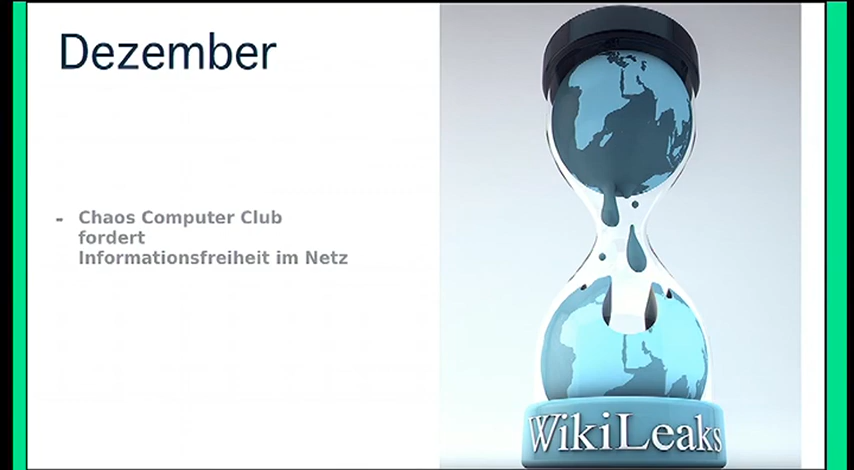 Dezember
- Chaos Computer Club
fordert
Informationsfreiheit im Netz
WikiLeaks